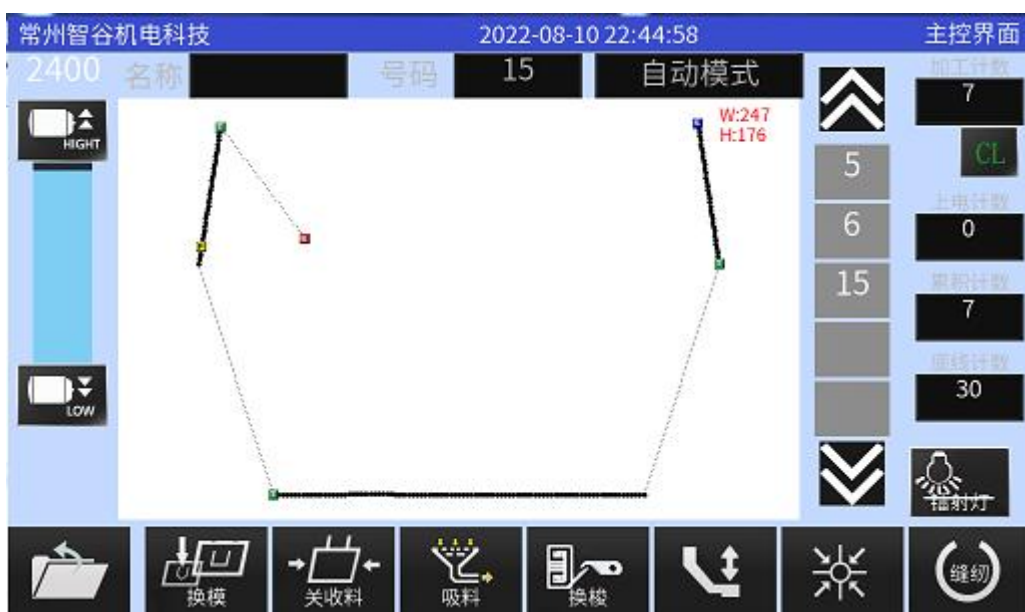 常州智谷机电科技 2022-08-10 22:44:58 主控界面
2400 名称 号码 15 自动模式 加工计数
7
W:247
H:176
HIGHT
CL
5
上电计数
6 0
15 累积计数
7
底线计数
30
LOW
镭射灯
换模 关收料 吸料 换梭 缝纫